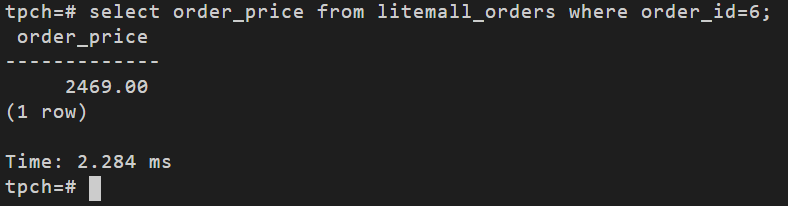 tpch=# select order_price from litemall_orders where order_id=6;
 order_price
-------------
     2469.00
(1 row)

Time: 2.284 ms
tpch=#